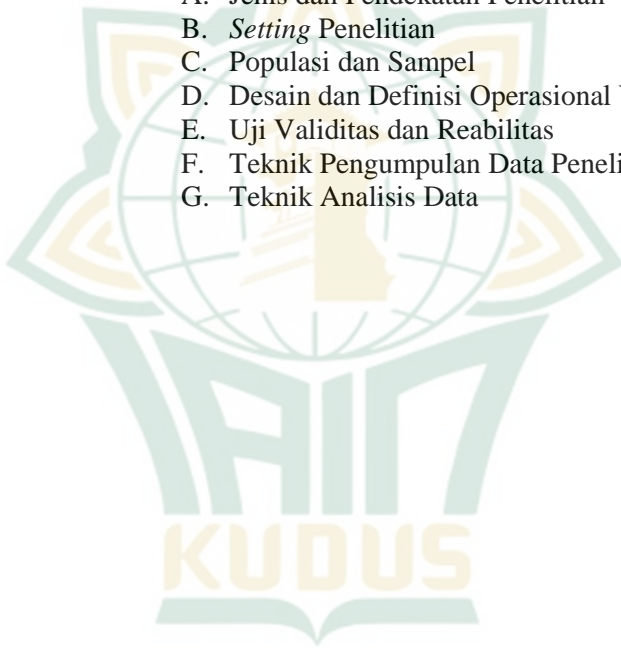 A. Jenis dan Pendekatan Penelitian
B. Setting Penelitian
C. Populasi dan Sampel
D. Desain dan Definisi Operasional
E. Uji Validitas dan Reabilitas
F. Teknik Pengumpulan Data Peneli
G. Teknik Analisis Data
IAIN
KUDUS